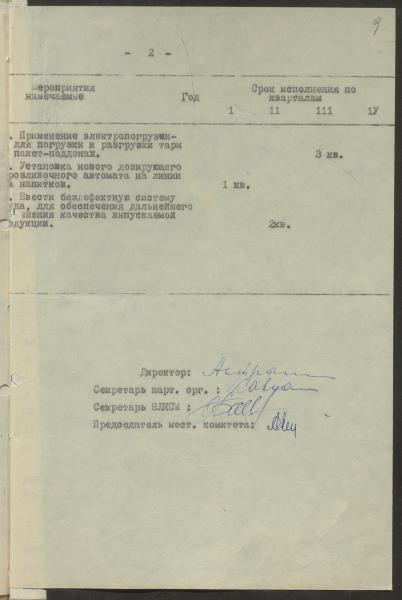 9
- 2 -
Мероприятия намечаемые Год Срок исполнения по кварталам
1 11 111 1У
. Применение электропогрузчи-
для погрузки и разгрузки тары
пакет-поддонах. 3 кв.
. Установка нового дозирующего
розливочного автомата на линии
напитков. 1 кв.
. Ввести бездефектную систему
да, для обеспечения дальнейшего
шения качества выпускаемой
одукции. 2кв.
Директор:
Секретарь парт. орг. :
Секретарь ВЛКСМ :
Председатель мест. комитета: